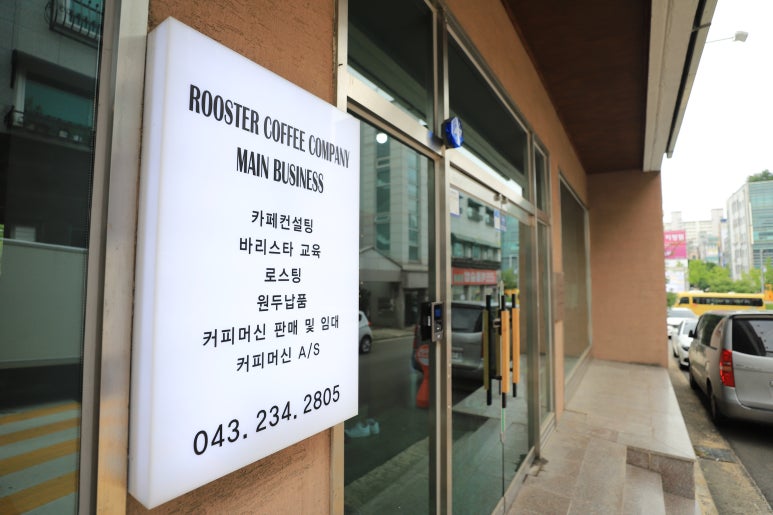 ROOSTER COFFEE COMPANY
MAIN BUSINESS
카페컨설팅
바리스타 교육
로스팅
원두납품
커피머신 판매 및 임대
커피머신 A/S
043. 234. 2805